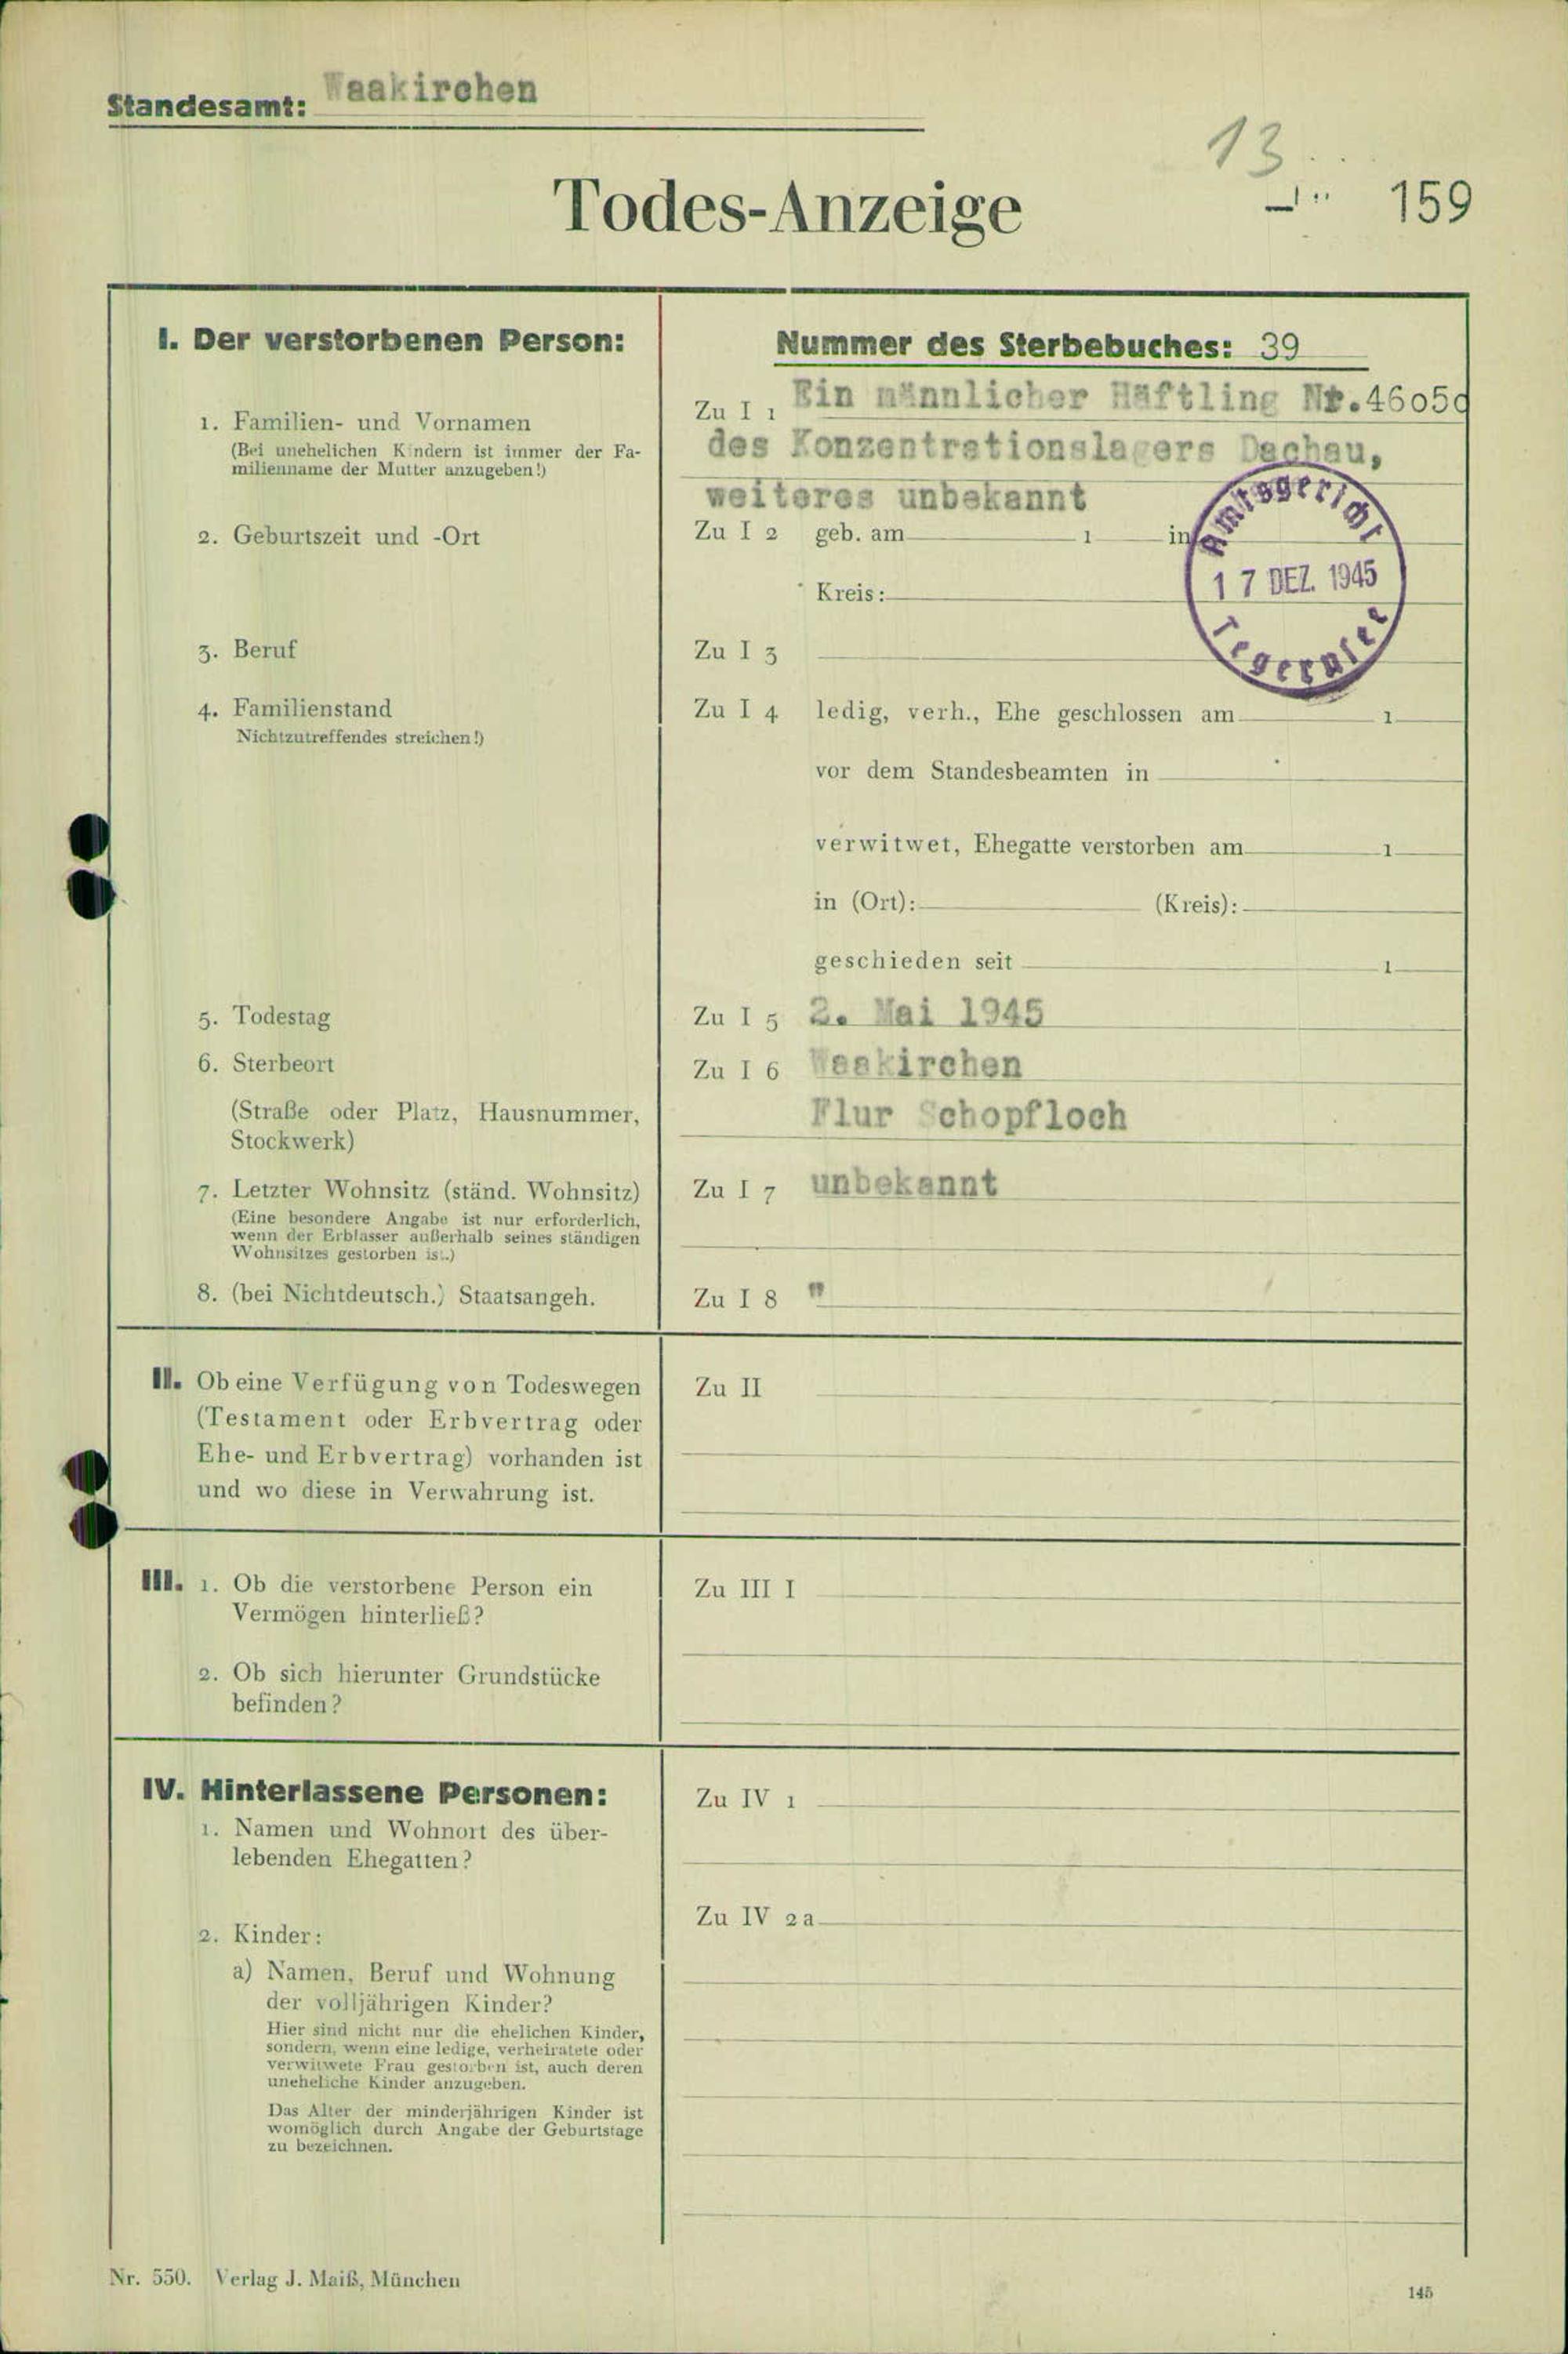 Standesamt: Waakirchen
13
159
Todes-Anzeige
I. Der verstorbenen Person:
Nummer des Sterbebuches: 39
1. Familien- und Vornamen
(Bei unehelichen Kindern ist immer der Fa-
milienname der Mutter anzugeben!)
Zu I 1 Ein männlicher Häftling Nr.46050
des Konzentrationslagers Dachau,
weiteres unbekannt
2. Geburtszeit und -Ort
Zu I 2 geb. am 1 in
Kreis:
Amtsgericht
17 DEZ. 1945
Tegernsee
3. Beruf
Zu I 3
4. Familienstand
Nichtzutreffendes streichen!)
Zu I 4 ledig, verh., Ehe geschlossen am 1
vor dem Standesbeamten in
verwitwet, Ehegatte verstorben am 1
in (Ort): (Kreis):
geschieden seit 1
5. Todestag
Zu I 5 2. Mai 1945
6. Sterbeort
Zu I 6 Waakirchen
(Straße oder Platz, Hausnummer,
Stockwerk)
Flur Schopfloch
7. Letzter Wohnsitz (ständ. Wohnsitz)
(Eine besondere Angabe ist nur erforderlich,
wenn der Erblasser außerhalb seines ständigen
Wohnsitzes gestorben ist.)
Zu I 7 unbekannt
8. (bei Nichtdeutsch.) Staatsangeh.
Zu I 8 "
II. Ob eine Verfügung von Todeswegen
(Testament oder Erbvertrag oder
Ehe- und Erbvertrag) vorhanden ist
und wo diese in Verwahrung ist.
Zu II
III. 1. Ob die verstorbene Person ein
Vermögen hinterließ?
2. Ob sich hierunter Grundstücke
befinden?
Zu III I
IV. Hinterlassene Personen:
1. Namen und Wohnort des über-
lebenden Ehegatten?
Zu IV 1
2. Kinder:
a) Namen, Beruf und Wohnung
der volljährigen Kinder?
Hier sind nicht nur die ehelichen Kinder,
sondern, wenn eine ledige, verheiratete oder
verwitwete Frau gestorben ist, auch deren
uneheliche Kinder anzugeben.
Das Alter der minderjährigen Kinder ist
womöglich durch Angabe der Geburtstage
zu bezeichnen.
Zu IV 2a
Nr. 550. Verlag J. Maiß, München
145